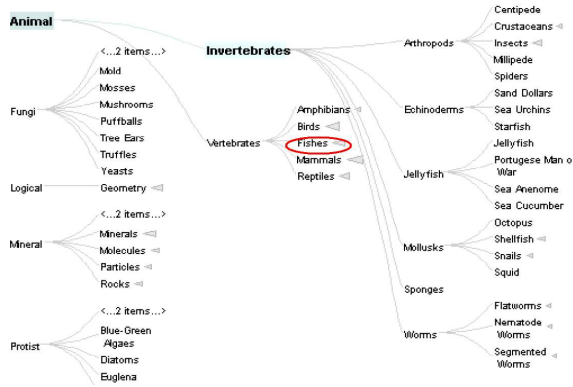 Animal
<...2 items...>
Mold
Mosses
Mushrooms
Fungi
Puffballs
Tree Ears
Truffles
Yeasts
Logical
Geometry
<...2 items...>
Minerals
Mineral
Molecules
Particles
Rocks
<...2 items...>
Blue-Green
Algaes
Protist
Diatoms
Euglena
Invertebrates
Vertebrates
Amphibians
Birds
Fishes
Mammals
Reptiles
Arthropods
Centipede
Crustaceans
Insects
Millipede
Spiders
Echinoderms
Sand Dollars
Sea Urchins
Starfish
Jellyfish
Jellyfish
Portugese Man o
War
Sea Anenome
Sea Cucumber
Mollusks
Octopus
Shellfish
Snails
Squid
Sponges
Worms
Flatworms
Nematode
Worms
Segmented
Worms